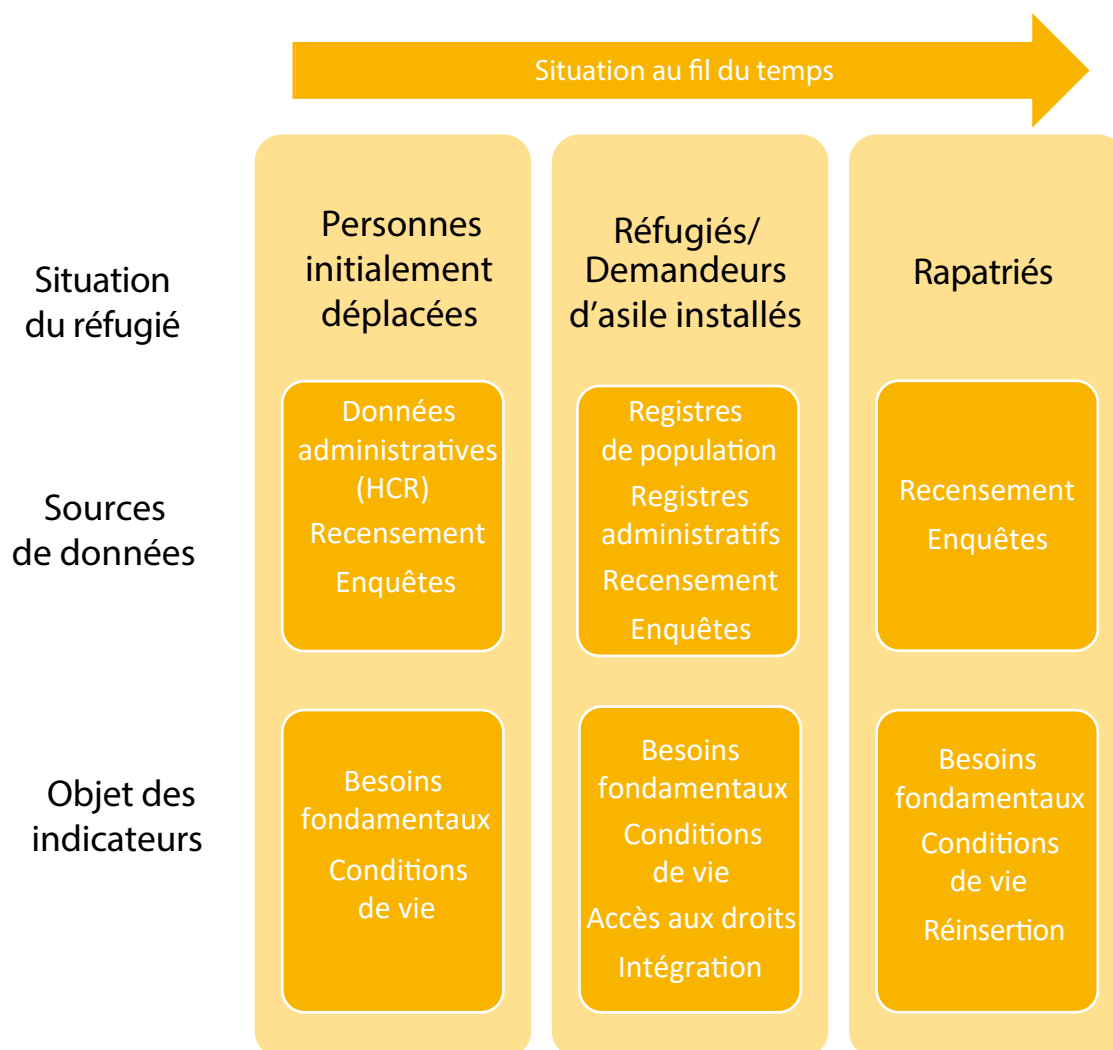 Situation au fil du temps
Situation
du réfugié
Personnes
initialement
déplacées
Réfugiés/
Demandeurs
d'asile installés
Rapatriés
Sources
de données
Données
administratives
(HCR)
Recensement
Enquêtes
Registres
de population
Registres
administratifs
Recensement
Enquêtes
Recensement
Enquêtes
Objet des
indicateurs
Besoins
fondamentaux
Conditions
de vie
Besoins
fondamentaux
Conditions
de vie
Accès aux droits
Intégration
Besoins
fondamentaux
Conditions
de vie
Réinsertion